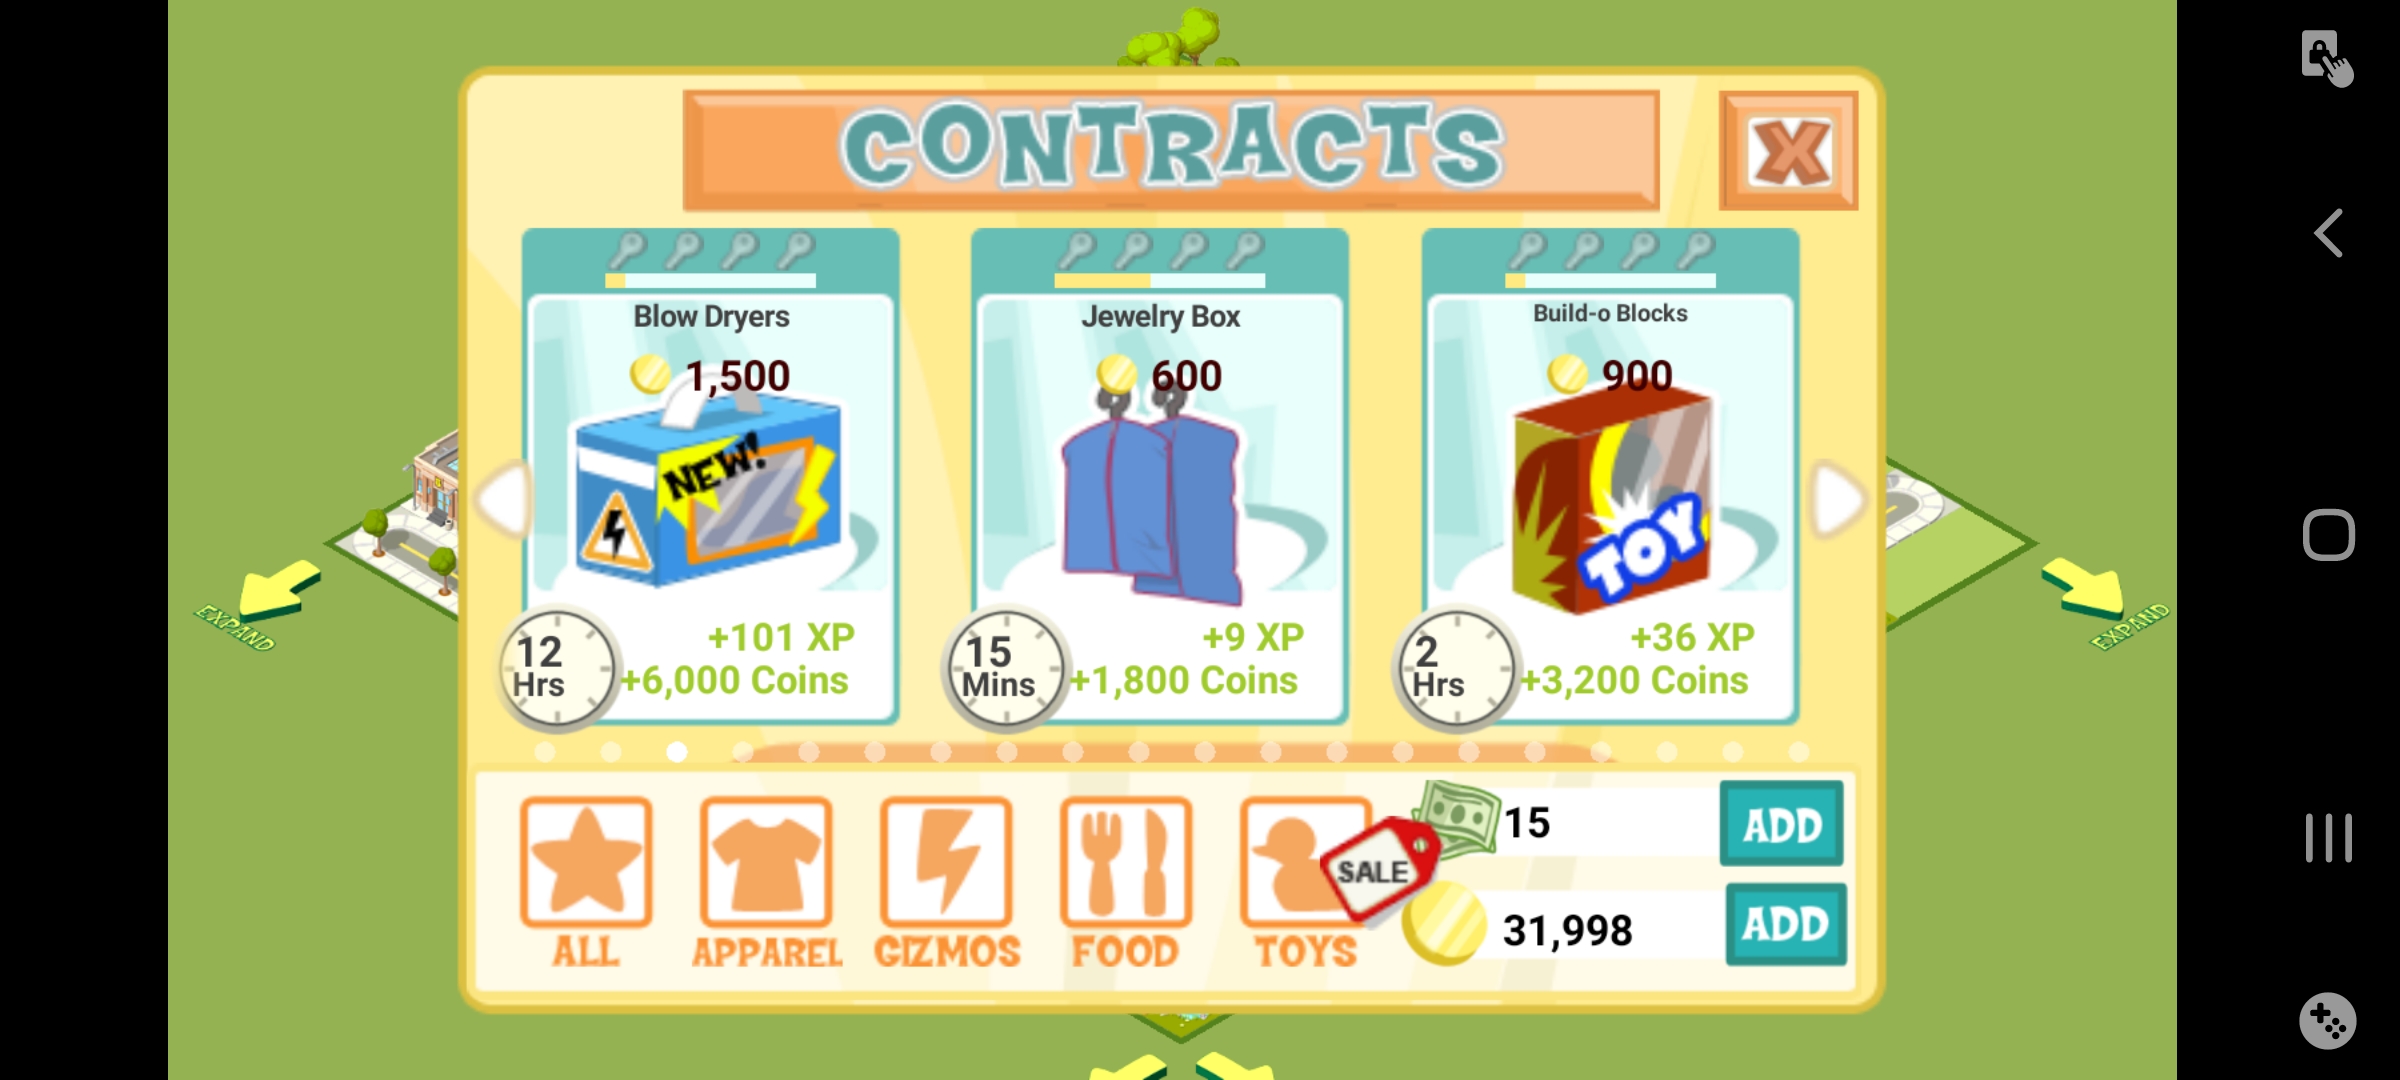 CONTRACTS
X
Blow Dryers
1,500
NEW!
12
Hrs
+101 XP
+6,000 Coins
Jewelry Box
600
15
Mins
+9 XP
+1,800 Coins
Build-o Blocks
900
TOY
2
Hrs
+36 XP
+3,200 Coins
EXPAND
EXPAND
ALL
APPAREL
GIZMOS
FOOD
TOYS
SALE
15
ADD
31,998
ADD